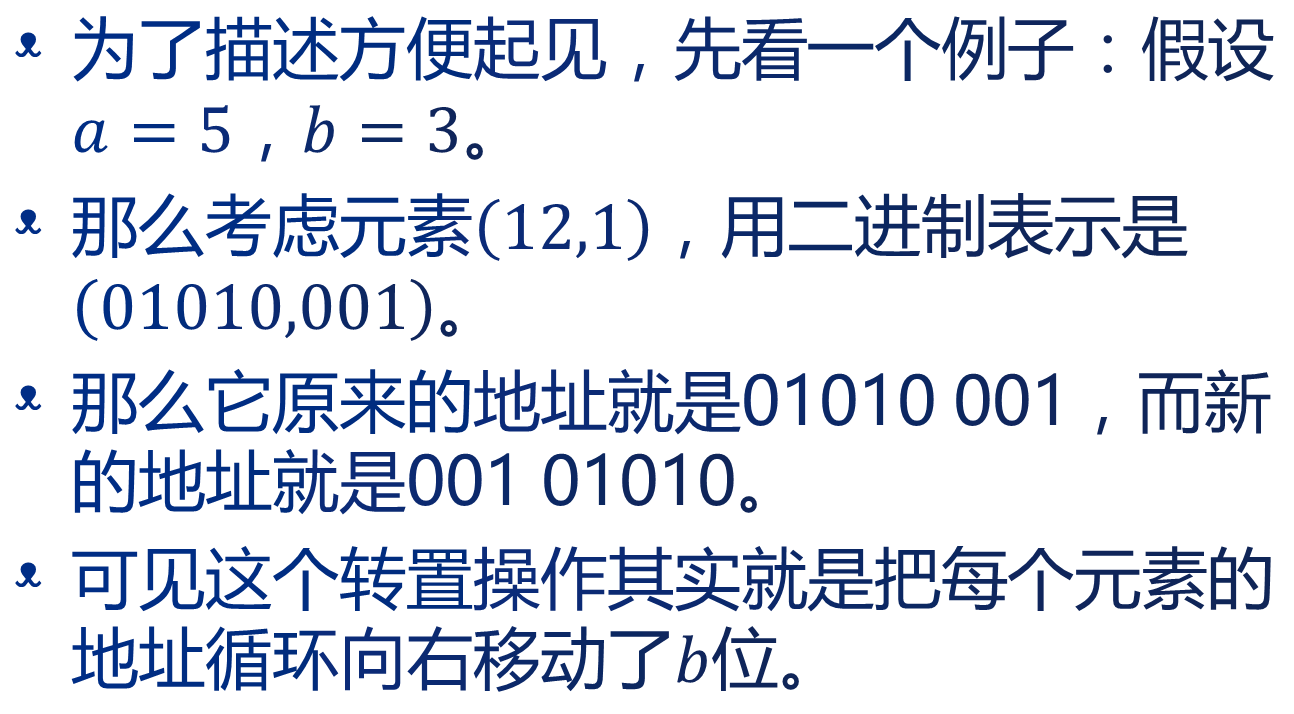 为了描述方便起见，先看一个例子：假设
a = 5，b = 3。
那么考虑元素(12,1)，用二进制表示是
(01010,001)。
那么它原来的地址就是01010 001，而新
的地址就是001 01010。
可见这个转置操作其实就是把每个元素的
地址循环向右移动了b位。